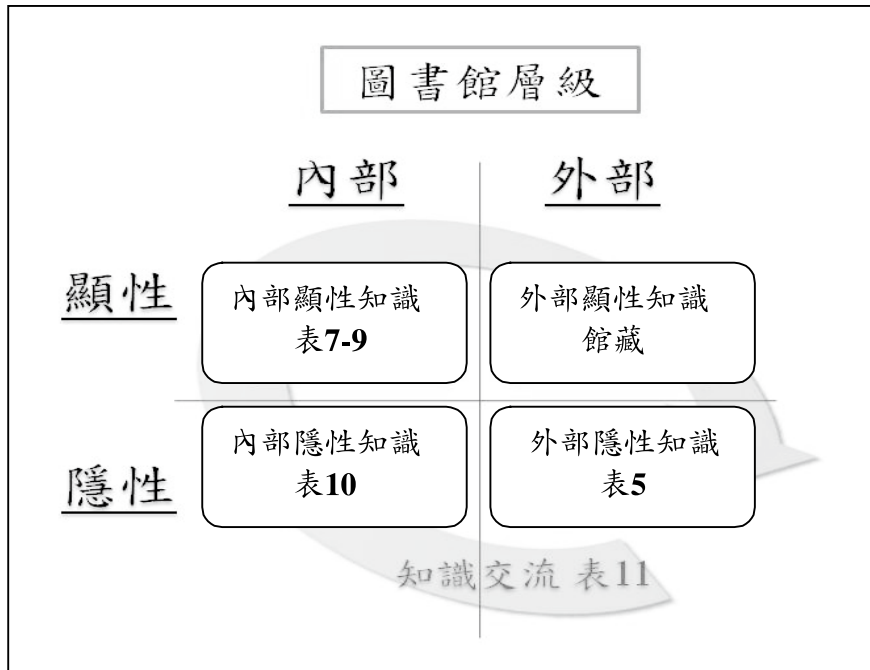 圖書館層級
內部
外部
顯性
內部顯性知識
表7-9
外部顯性知識
館藏
隱性
內部隱性知識
表10
外部隱性知識
表5
知識交流 表11